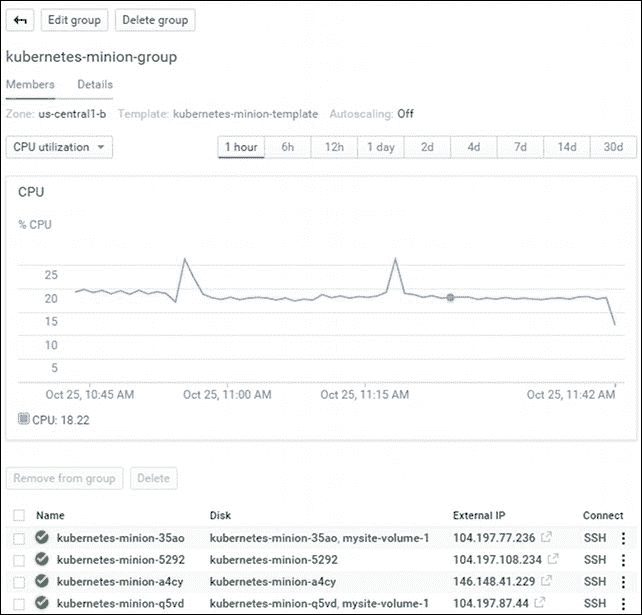 Edit group Delete group
kubernetes-minion-group
Members Details
Zone: us-central1-b Template: kubernetes-minion-template Autoscaling: Off
CPU utilization 1 hour 6h 12h 1 day 2d 4d 7d 14d 30d
CPU
% CPU
25
20
15
10
5
Oct 25, 10:45 AM Oct 25, 11:00 AM Oct 25, 11:15 AM Oct 25, 11:42 AM
CPU: 18.22
Remove from group Delete
Name Disk External IP Connect
kubernetes-minion-35ao kubernetes-minion-35ao, mysite-volume-1 104.197.77.236 SSH
kubernetes-minion-5292 kubernetes-minion-5292 104.197.108.234 SSH
kubernetes-minion-a4cy kubernetes-minion-a4cy 146.148.41.229 SSH
kubernetes-minion-q5vd kubernetes-minion-q5vd, mysite-volume-1 104.197.87.44 SSH